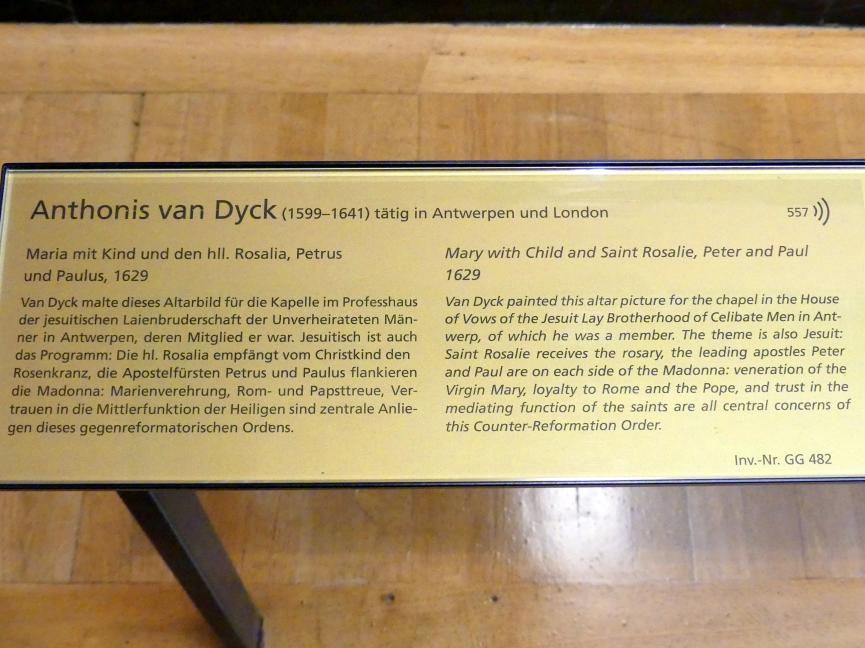 Anthonis van Dyck (1599–1641) tätig in Antwerpen und London
557
Maria mit Kind und den hll. Rosalia, Petrus
und Paulus, 1629
Van Dyck malte dieses Altarbild für die Kapelle im Professhaus
der jesuitischen Laienbruderschaft der Unverheirateten Män-
ner in Antwerpen, deren Mitglied er war. Jesuitisch ist auch
das Programm: Die hl. Rosalia empfängt vom Christkind den
Rosenkranz, die Apostelfürsten Petrus und Paulus flankieren
die Madonna: Marienverehrung, Rom- und Papsttreue, Ver-
trauen in die Mittlerfunktion der Heiligen sind zentrale Anlie-
gen dieses gegenreformatorischen Ordens.
Mary with Child and Saint Rosalie, Peter and Paul
1629
Van Dyck painted this altar picture for the chapel in the House
of Vows of the Jesuit Lay Brotherhood of Celibate Men in Ant-
werp, of which he was a member. The theme is also Jesuit:
Saint Rosalie receives the rosary, the leading apostles Peter
and Paul are on each side of the Madonna: veneration of the
Virgin Mary, loyalty to Rome and the Pope, and trust in the
mediating function of the saints are all central concerns of
this Counter-Reformation Order.
Inv.-Nr. GG 482